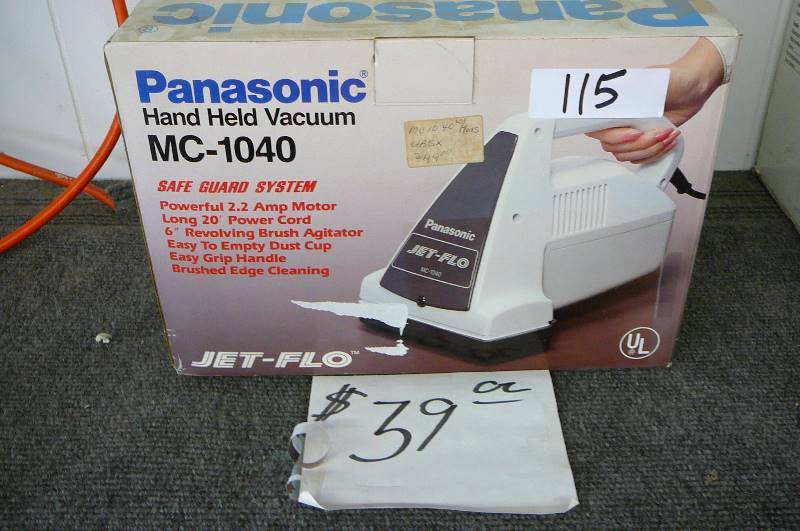 Panasonic
Panasonic®
Hand Held Vacuum
MC-1040
115
SAFE GUARD SYSTEM
Powerful 2.2 Amp Motor
Long 20' Power Cord
6" Revolving Brush Agitator
Easy To Empty Dust Cup
Easy Grip Handle
Brushed Edge Cleaning
MC1040
Panasonic
JET-FLO
MC-1040
JET-FLO™
UL
$39